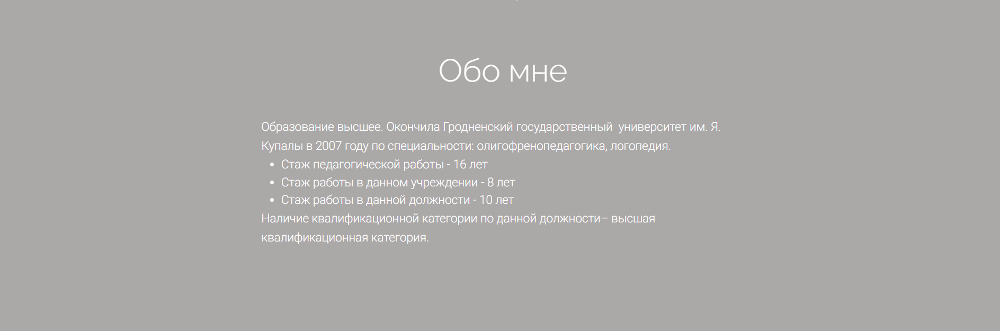 Обо мне
Образование высшее. Окончила Гродненский государственный  университет им. Я.
Купалы в 2007 году по специальности: олигофренопедагогика, логопедия.
• Стаж педагогической работы - 16 лет
• Стаж работы в данном учреждении - 8 лет
• Стаж работы в данной должности - 10 лет
Наличие квалификационной категории по данной должности– высшая
квалификационная категория.